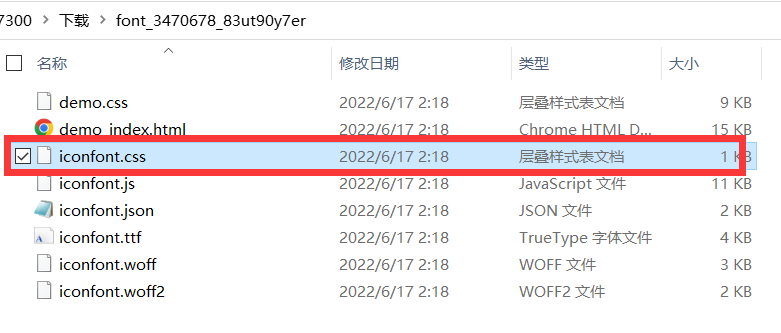 7300 > 下载 > font_3470678_83ut90y7er
名称 修改日期 类型 大小
demo.css 2022/6/17 2:18 层叠样式表文档 9 KB
demo_index.html 2022/6/17 2:18 Chrome HTML D... 15 KB
iconfont.css 2022/6/17 2:18 层叠样式表文档 1 KB
iconfont.js 2022/6/17 2:18 JavaScript 文件 11 KB
iconfont.json 2022/6/17 2:18 JSON 文件 2 KB
iconfont.ttf 2022/6/17 2:18 TrueType 字体文件 4 KB
iconfont.woff 2022/6/17 2:18 WOFF 文件 3 KB
iconfont.woff2 2022/6/17 2:18 WOFF2 文件 2 KB